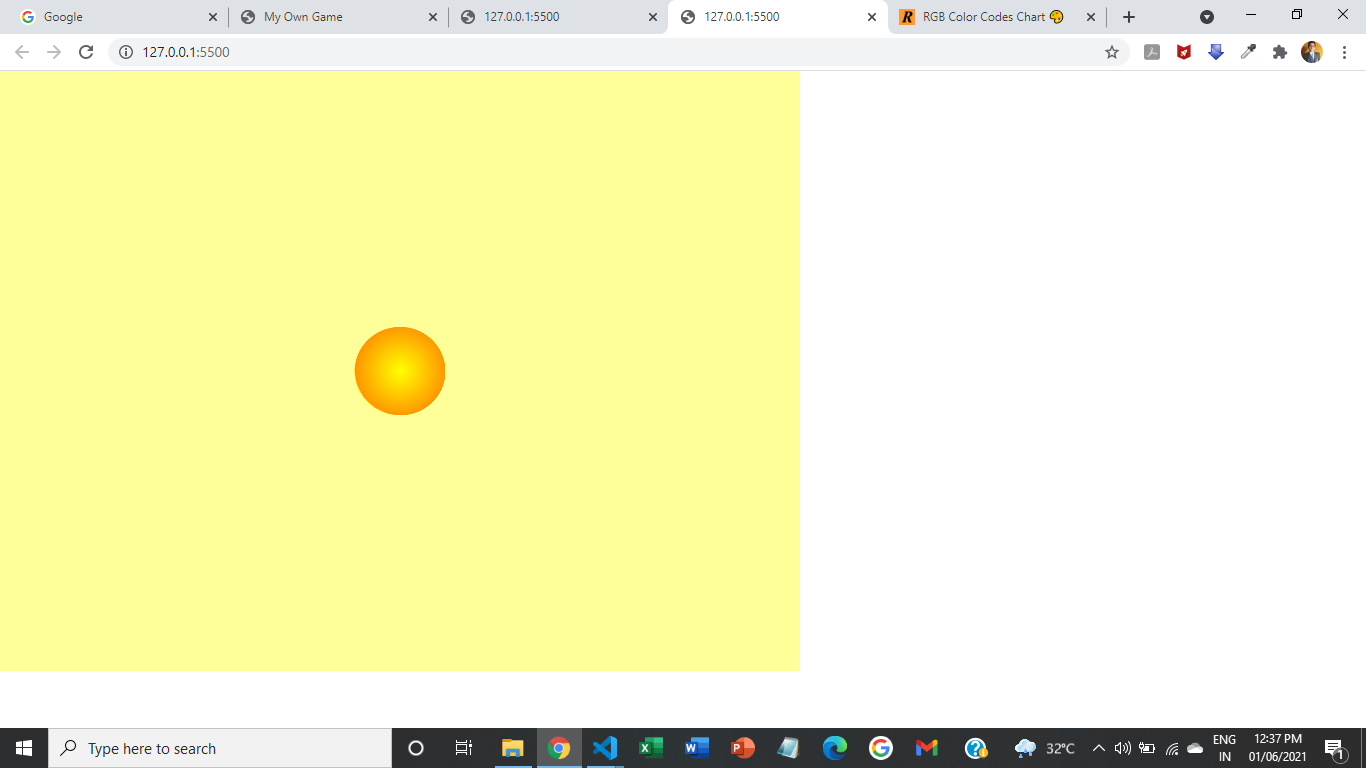 Google
My Own Game
127.0.0.1:5500
127.0.0.1:5500
RGB Color Codes Chart 🎨
127.0.0.1:5500
Type here to search
32°C
ENG
IN
12:37 PM
01/06/2021
1